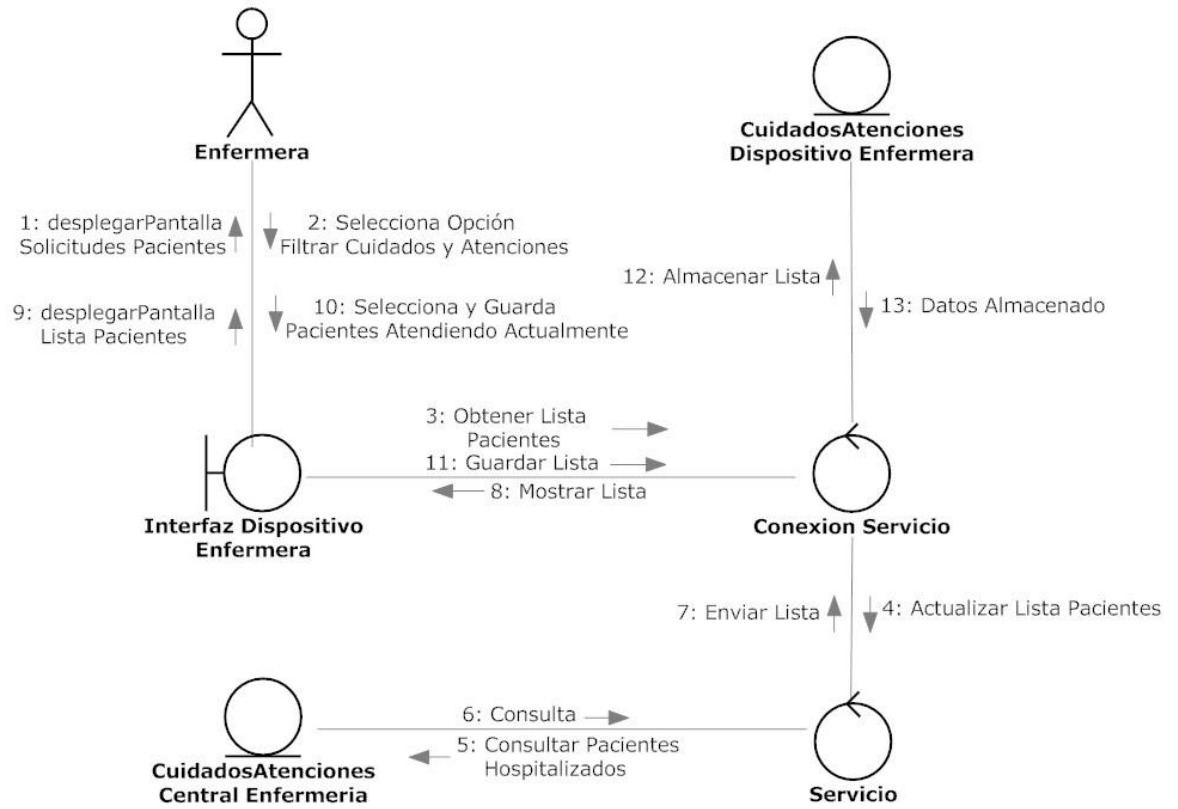 Enfermera
CuidadosAtenciones
Dispositivo Enfermera
1: desplegarPantalla
Solicitudes Pacientes
2: Selecciona Opción
Filtrar Cuidados y Atenciones
12: Almacenar Lista
13: Datos Almacenado
9: desplegarPantalla
Lista Pacientes
10: Selecciona y Guarda
Pacientes Atendiendo Actualmente
3: Obtener Lista
Pacientes
11: Guardar Lista
8: Mostrar Lista
Interfaz Dispositivo
Enfermera
Conexion Servicio
7: Enviar Lista
4: Actualizar Lista Pacientes
6: Consulta
5: Consultar Pacientes
Hospitalizados
CuidadosAtenciones
Central Enfermeria
Servicio